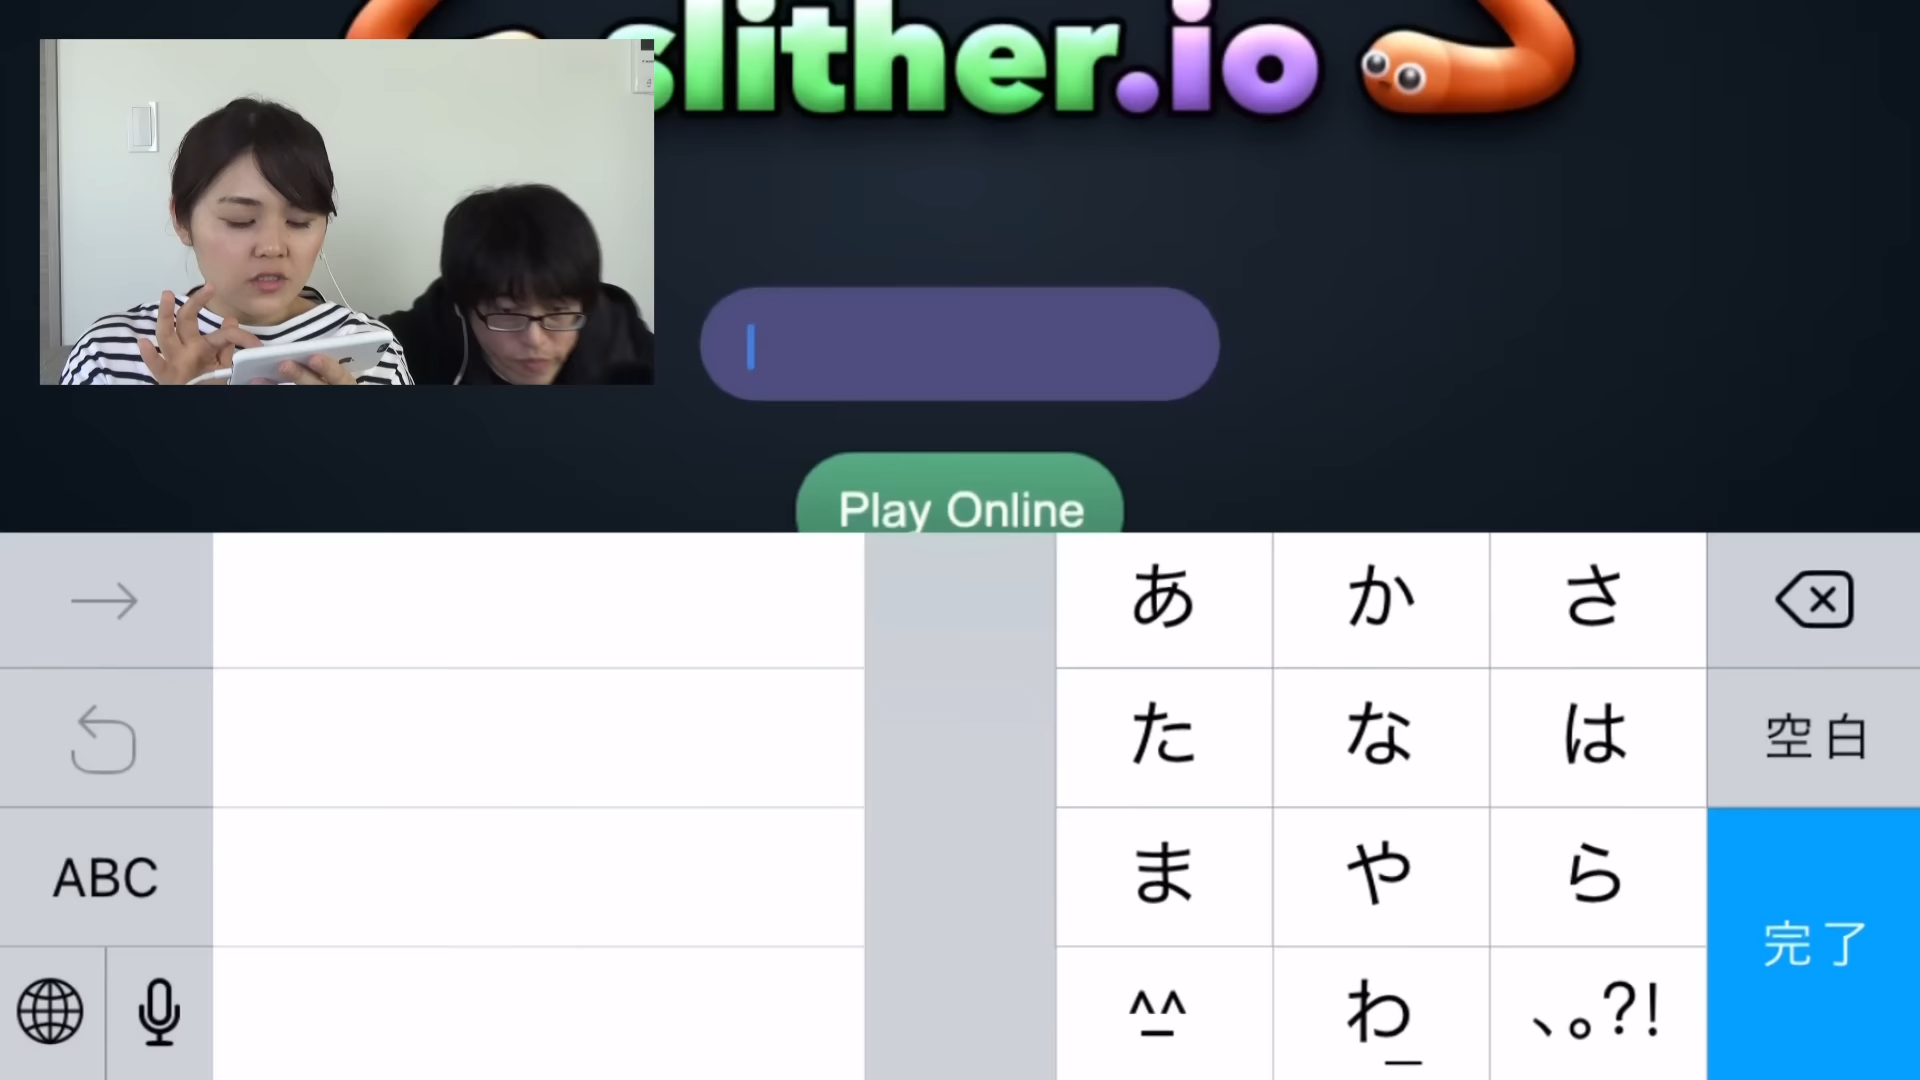 slither.io
Play Online
→ あ か さ
た な は 空白
ABC ま や ら
^_^ わ_ 、。?! 完了